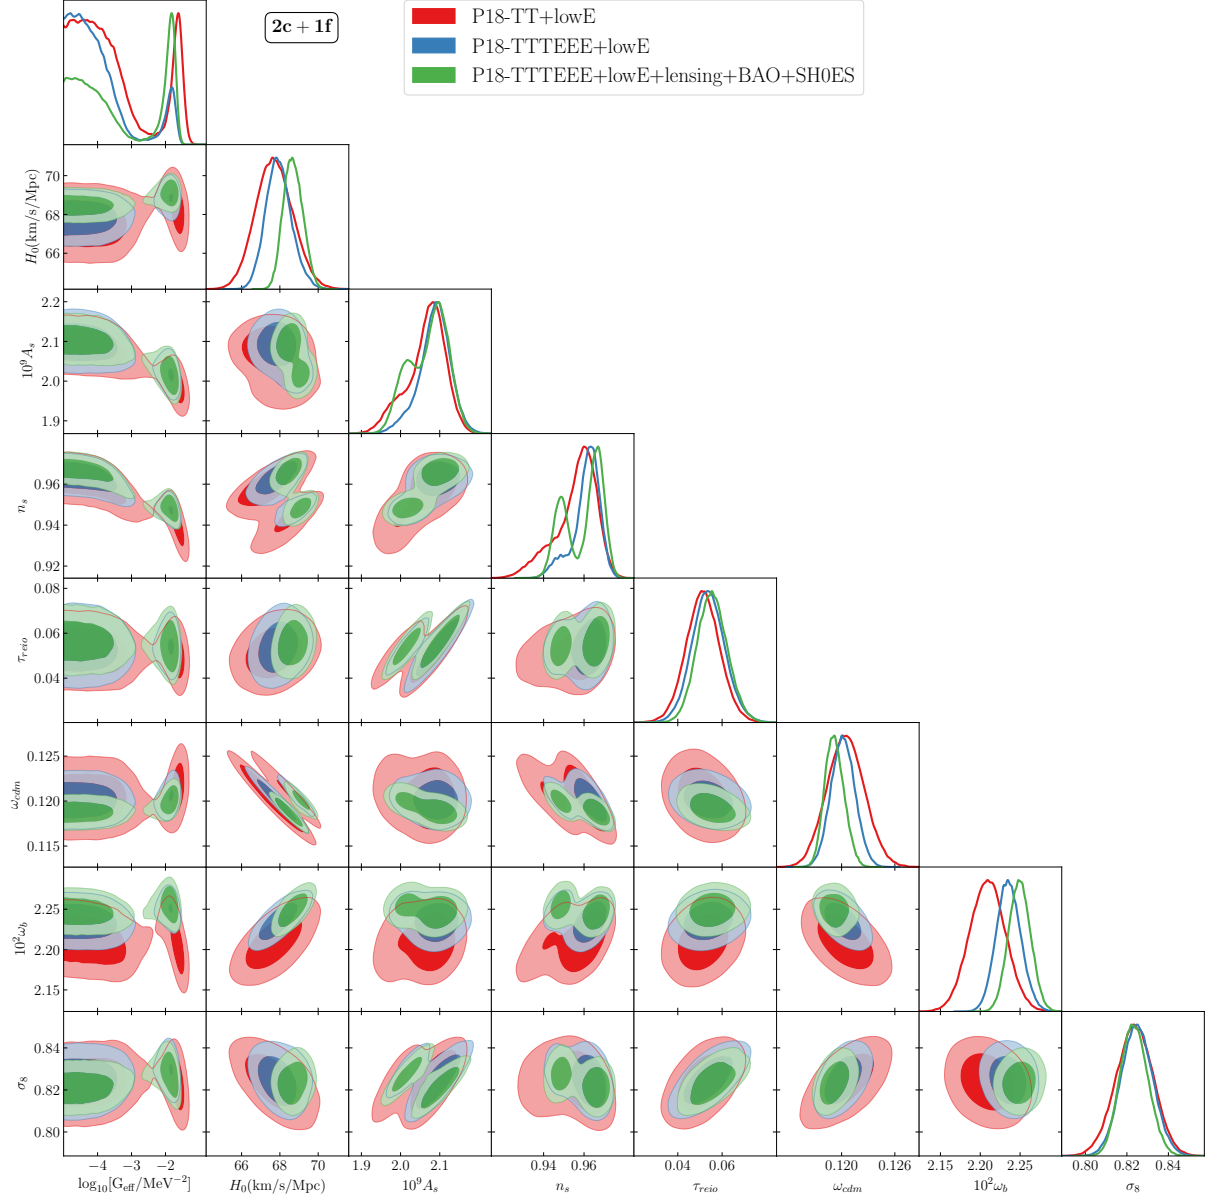 2c + 1f
P18-TT+lowE
P18-TTTEEE+lowE
P18-TTTEEE+lowE+lensing+BAO+SH0ES
H₀(km/s/Mpc)
70
68
66
10⁹Aₛ
2.2
2.1
2.0
1.9
nₛ
0.96
0.94
0.92
τ_reio
0.08
0.06
0.04
ω_cdm
0.125
0.120
0.115
10²ω_b
2.25
2.20
2.15
σ₈
0.84
0.82
0.80
−4 −3 −2 66 68 70 1.9 2.0 2.1 0.94 0.96 0.04 0.06 0.120 0.126 2.15 2.20 2.25 0.80 0.82 0.84
log₁₀[G_eff/MeV⁻²] H₀(km/s/Mpc) 10⁹Aₛ nₛ τ_reio ω_cdm 10²ω_b σ₈